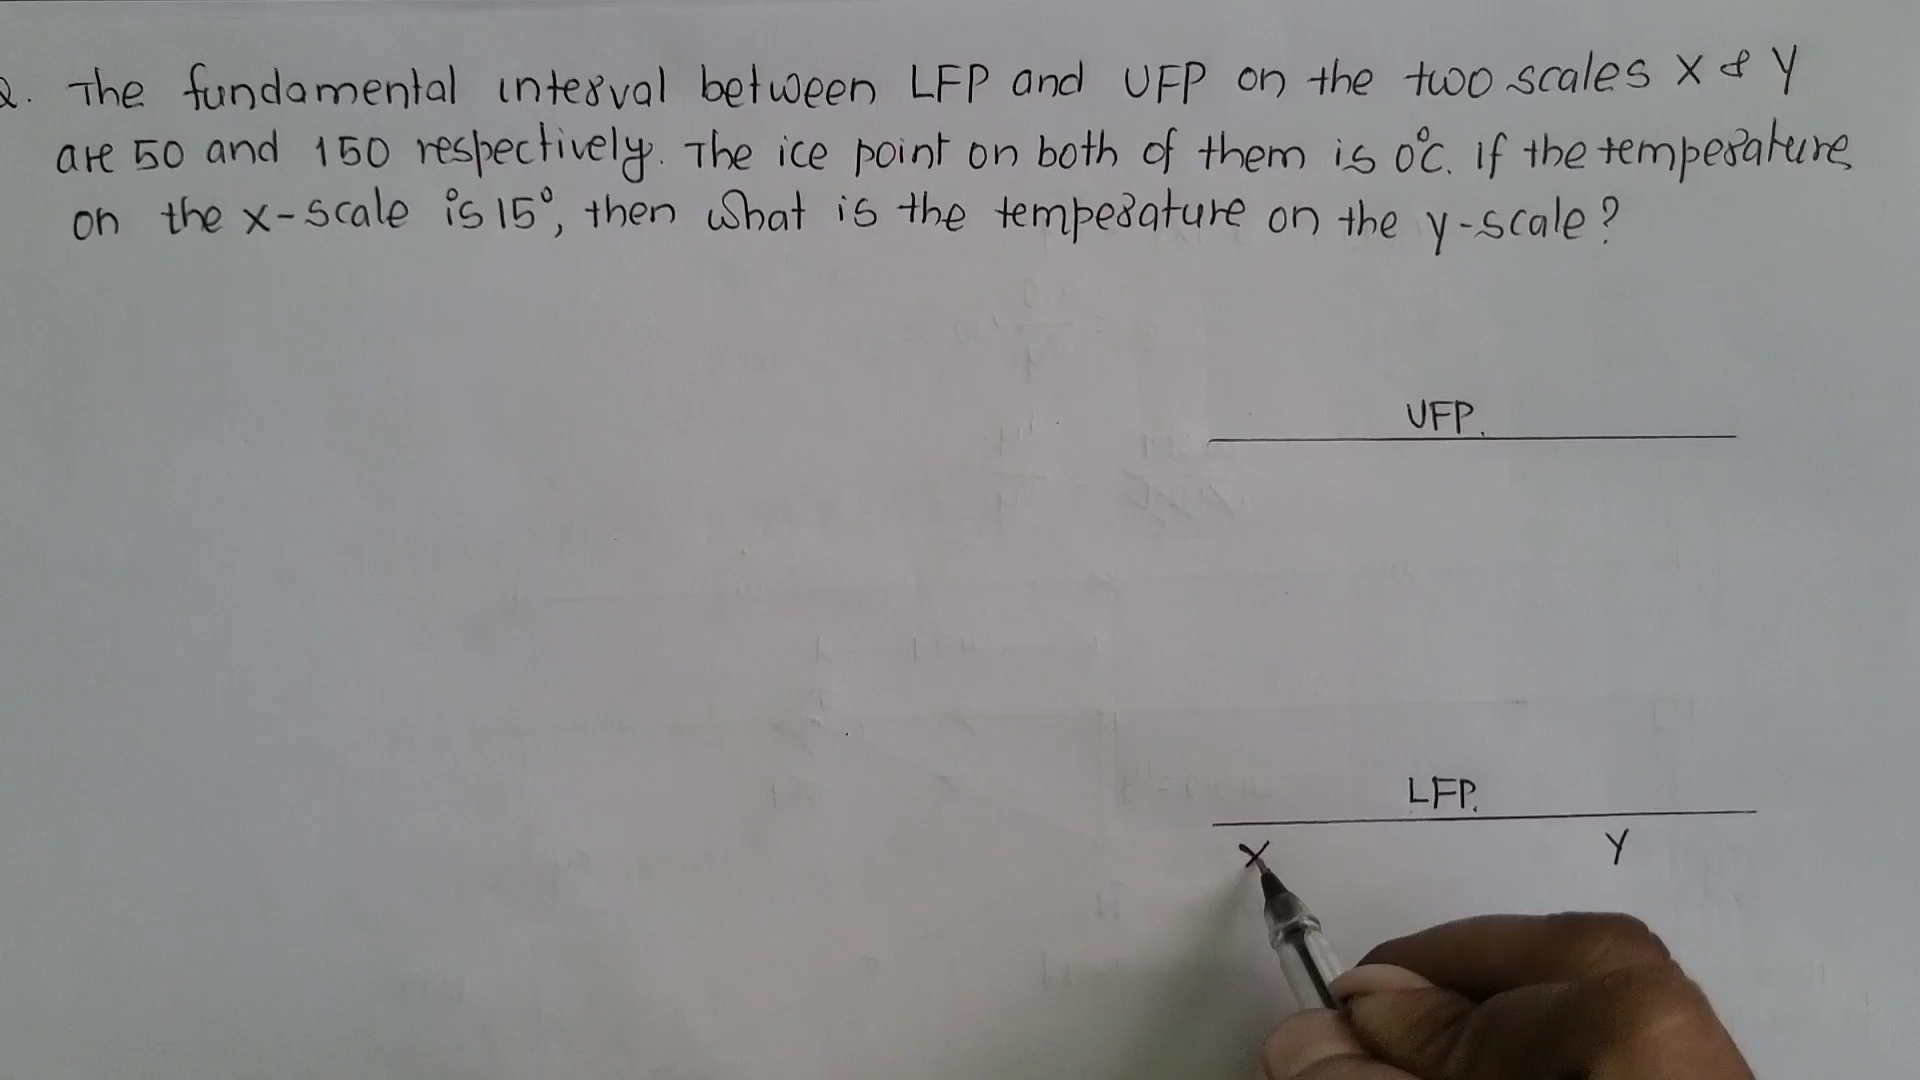 2. The fundamental interval between LFP and UFP on the two scales X & Y
are 50 and 150 respectively. The ice point on both of them is 0°C. If the temperature
on the x-scale is 15°, then what is the temperature on the y-scale?
UFP.
LFP.
X Y